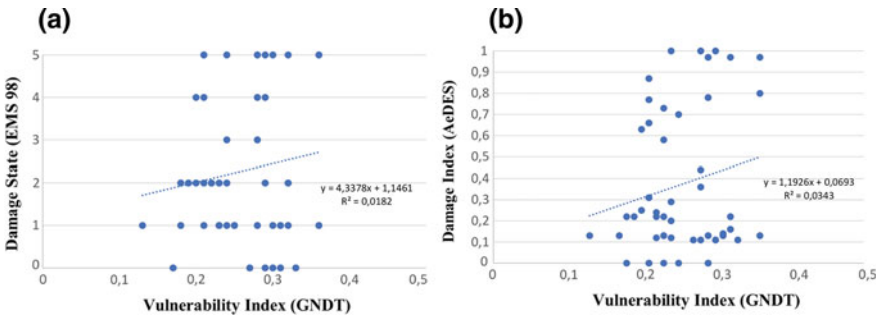 (a)
5
4
3
2
1
0
0 0,1 0,2 0,3 0,4 0,5
Damage State (EMS 98)
y = 4,3378x + 1,1461
R² = 0,0182
Vulnerability Index (GNDT)
(b)
1
0,9
0,8
0,7
0,6
0,5
0,4
0,3
0,2
0,1
0
0 0,1 0,2 0,3 0,4 0,5
Damage Index (AeDES)
y = 1,1926x + 0,0693
R² = 0,0343
Vulnerability Index (GNDT)